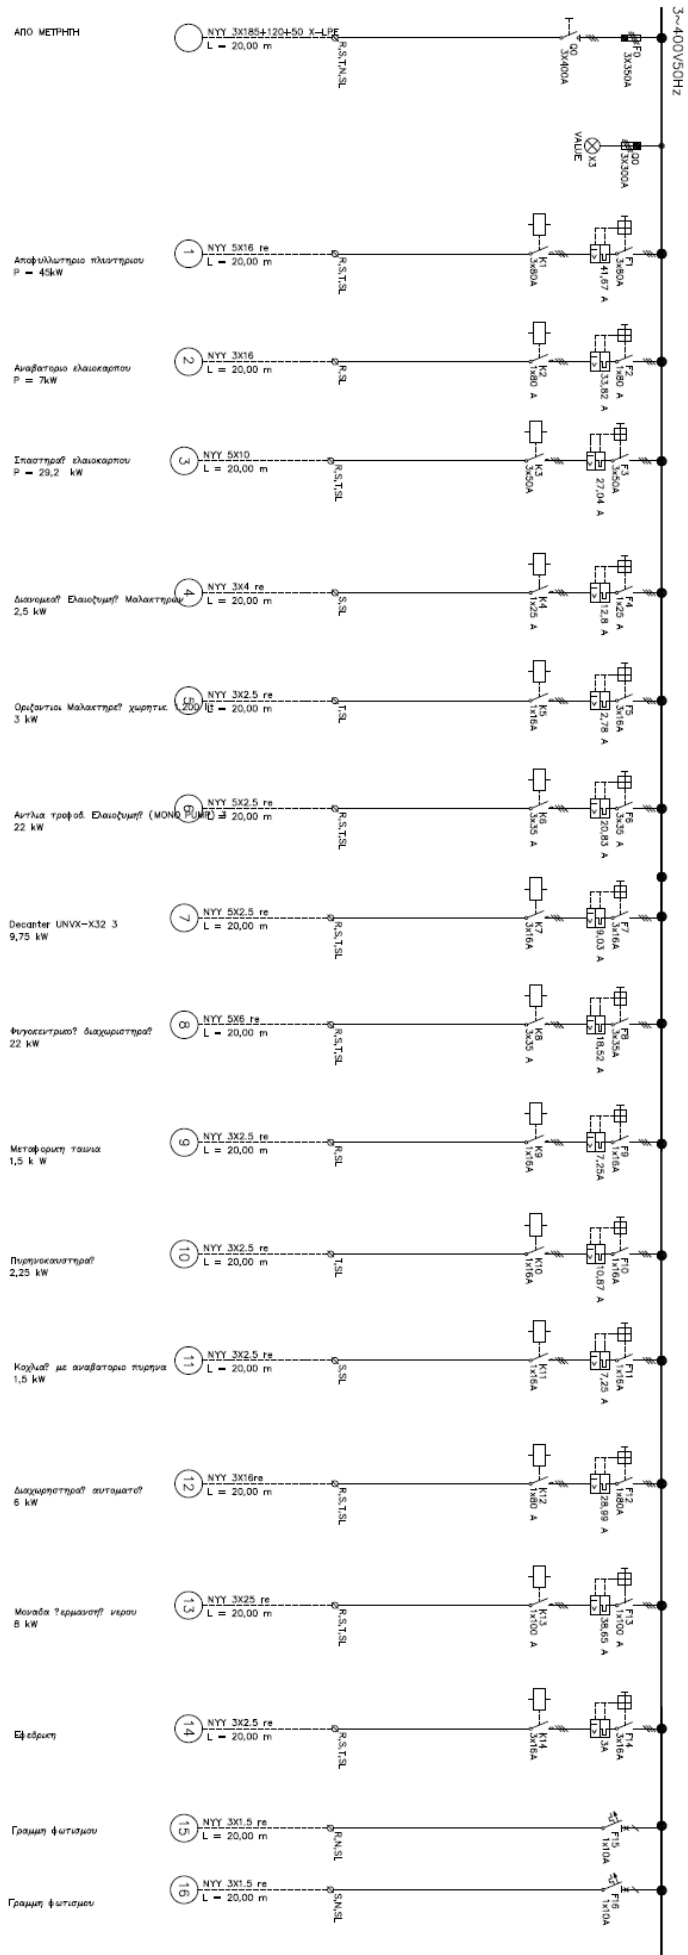 3~400V50Hz
ΑΠΟ ΜΕΤΡΗΤΗ
NYY 3X185+120+50 X-LPE
L = 20,00 m
R,S,T,N,SL
Q0
3X400A
F0
3X350A
X3
VALUE
Q0
3X300A
Αποφυλλωτηριο πλυντηριου
P = 45kW
1
NYY 5X16 re
L = 20,00 m
R,S,T,SL
K1
3x80A
41,67 A
F1
3x80A
Αναβατοριο ελαιοκαρπου
P = 7kW
2
NYY 3X16
L = 20,00 m
R,SL
K2
1x80 A
33,82 A
F2
1x80 A
Σπαστηρα? ελαιοκαρπου
P = 29,2 kW
3
NYY 5X10
L = 20,00 m
R,S,T,SL
K3
3x50A
27,04 A
F3
3x50A
Διανομεα? Ελαιοζυμη? Μαλακτηρων
2,5 kW
4
NYY 3X4 re
L = 20,00 m
S,SL
K4
1x25 A
12,8 A
F4
1x25 A
Οριζοντιοι Μαλακτηρε? χωρητικ. 1.200 lit
3 kW
5
NYY 3X2.5 re
L = 20,00 m
T,SL
K5
1x16A
2,78 A
F5
3x16A
Αντλια τροφοδ. Ελαιοζυμη? (MONO PUMP)
22 kW
6
NYY 5X2.5 re
L = 20,00 m
R,S,T,SL
K6
3x35 A
20,83 A
F6
3x35 A
Decanter UNVX-X32 3
9,75 kW
7
NYY 5X2.5 re
L = 20,00 m
R,S,T,SL
K7
3x16A
9,03 A
F7
3x16A
Φυγοκεντρικο? διαχωριστηρα?
22 kW
8
NYY 5X6 re
L = 20,00 m
R,S,T,SL
K8
3x35 A
18,52 A
F8
3x35A
Μεταφορικη ταινια
1,5 k W
9
NYY 3X2.5 re
L = 20,00 m
R,SL
K9
1x16A
7,25A
F9
1x16A
Πυρηνοκαυστηρα?
2,25 kW
10
NYY 3X2.5 re
L = 20,00 m
T,SL
K10
1x16A
10,87 A
F10
1x16A
Κοχλια? με αναβατοριο πυρηνα
1,5 kW
11
NYY 3X2.5 re
L = 20,00 m
S,SL
K11
1x16A
7,25 A
F11
1x16A
Διαχωρηστηρα? αυτοματο?
6 kW
12
NYY 3X16re
L = 20,00 m
R,S,T,SL
K12
1x80 A
28,99 A
F12
1x80A
Μοναδα ?ερμανση? νερου
8 kW
13
NYY 3X25 re
L = 20,00 m
R,S,T,SL
K13
1x100 A
38,65 A
F13
1x100 A
Εφεδρικη
14
NYY 3X2.5 re
L = 20,00 m
R,S,T,SL
K14
3x16A
3A
F14
3x16A
Γραμμη φωτισμου
15
NYY 3X1.5 re
L = 20,00 m
R,N,SL
F15
1x10A
Γραμμη φωτισμου
16
NYY 3X1.5 re
L = 20,00 m
S,N,SL
F16
1x10A